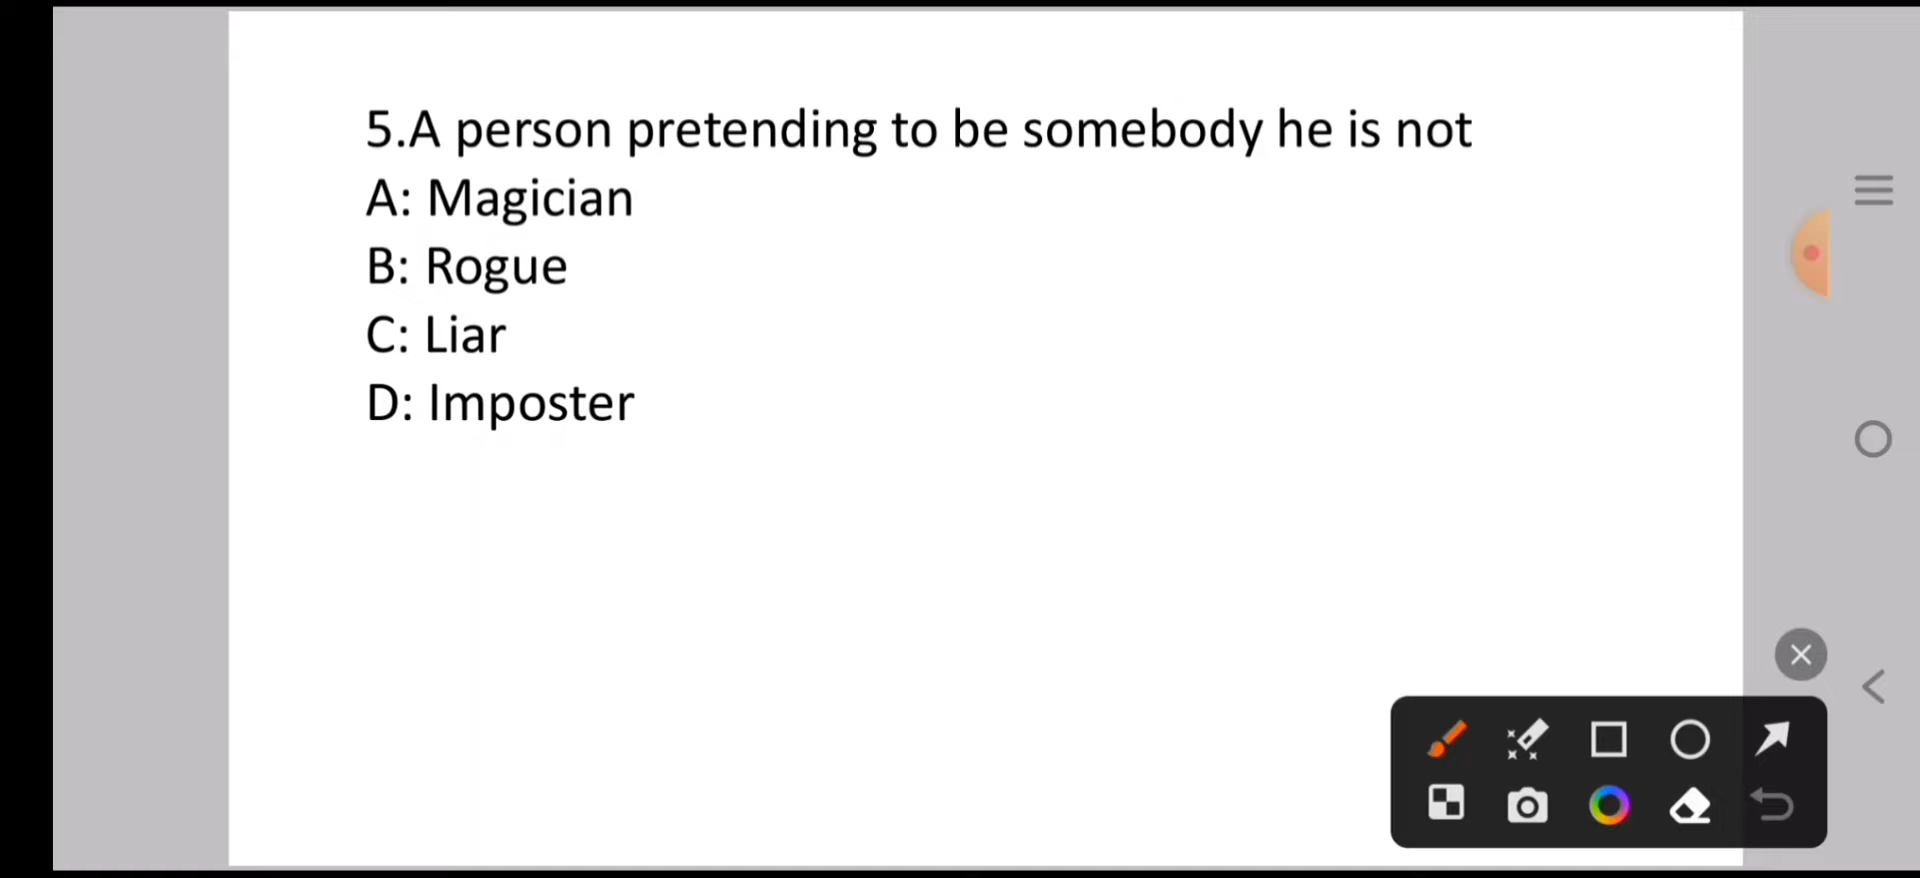 5.A person pretending to be somebody he is not
A: Magician
B: Rogue
C: Liar
D: Imposter